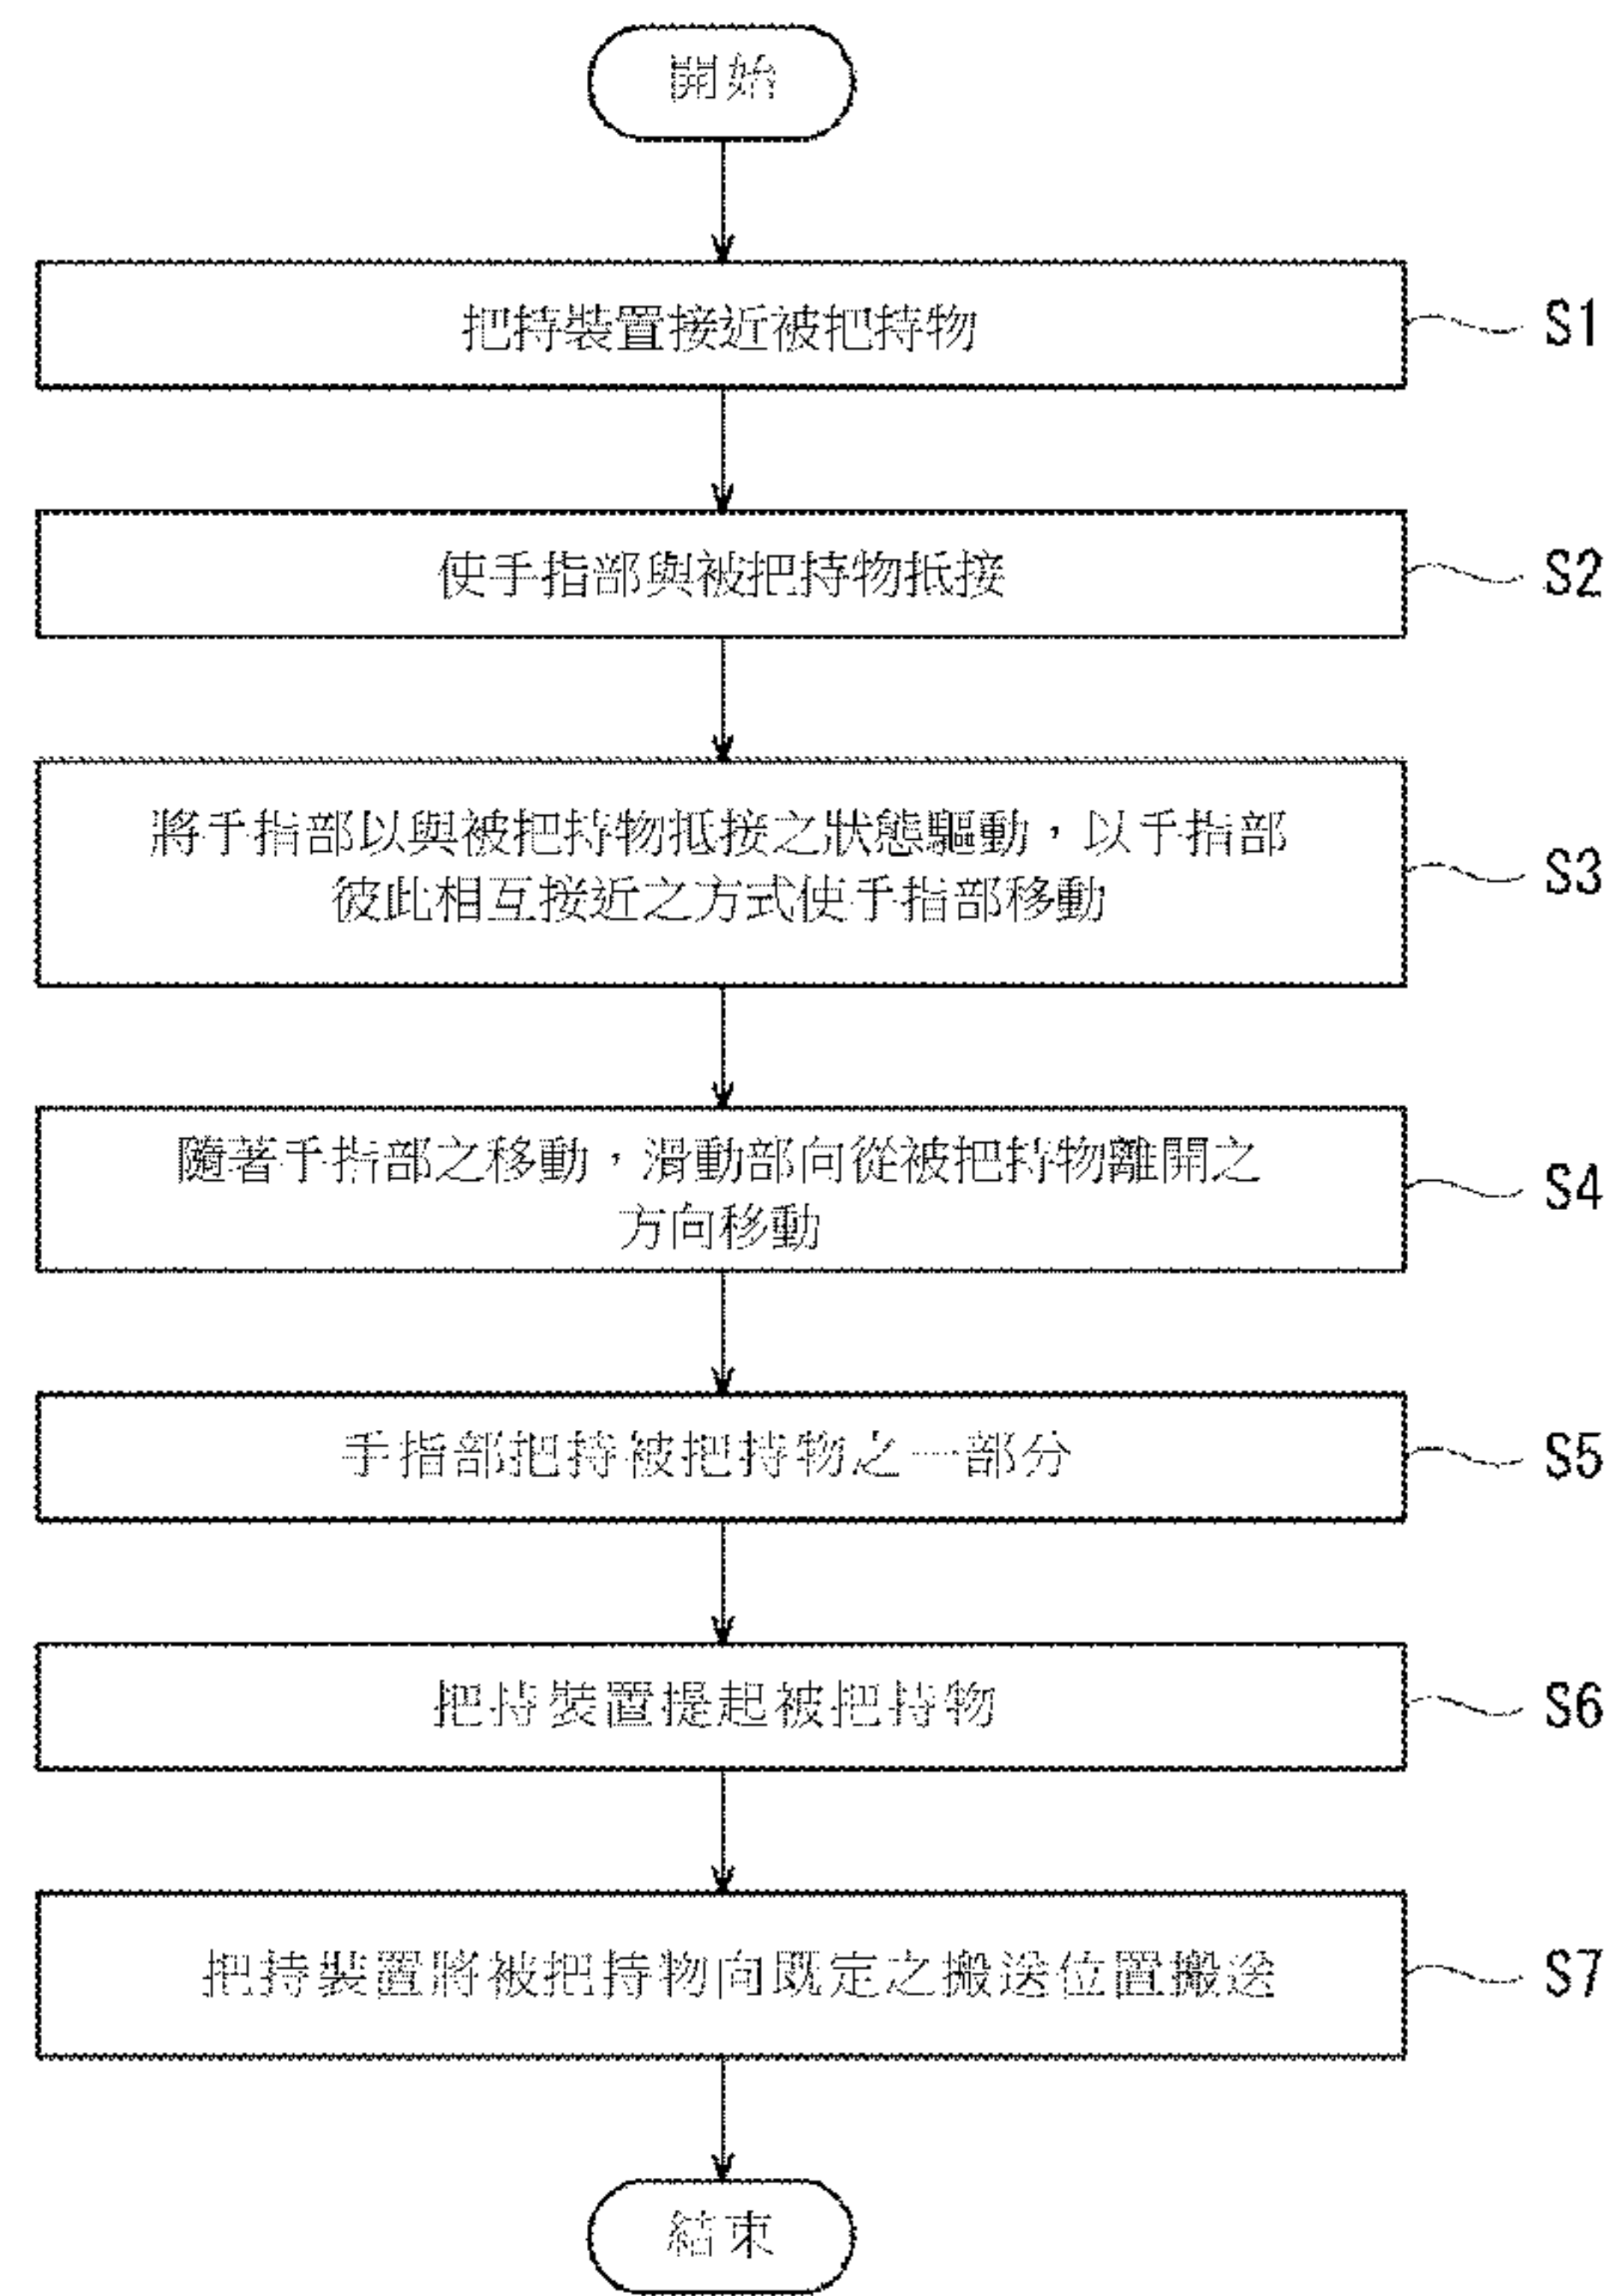 開始
把持裝置接近被把持物
S1
使手指部與被把持物抵接
S2
將手指部以與被把持物抵接之狀態驅動，以手指部
彼此相互接近之方式使手指部移動
S3
隨著手指部之移動，滑動部向從被把持物離開之
方向移動
S4
手指部把持被把持物之一部分
S5
把持裝置提起被把持物
S6
把持裝置將被把持物向既定之搬送位置搬送
S7
結束